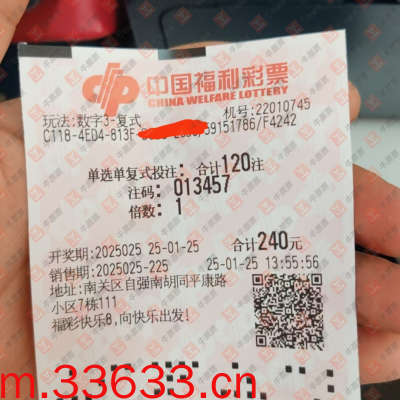 中国福利彩票
CHINA WELFARE LOTTERY
玩法:数字3-复式 机号:22010745
C118-4ED4-813F 59151786/F4242
单选单复式投注: 合计120注
注码: 013457
倍数: 1
开奖期:2025025 25-01-25 合计240元
销售期:2025025-225 25-01-25 13:55:56
地址:南关区自强南胡同平康路
小区7栋111
福彩快乐8,向快乐出发!
m.33633.cn